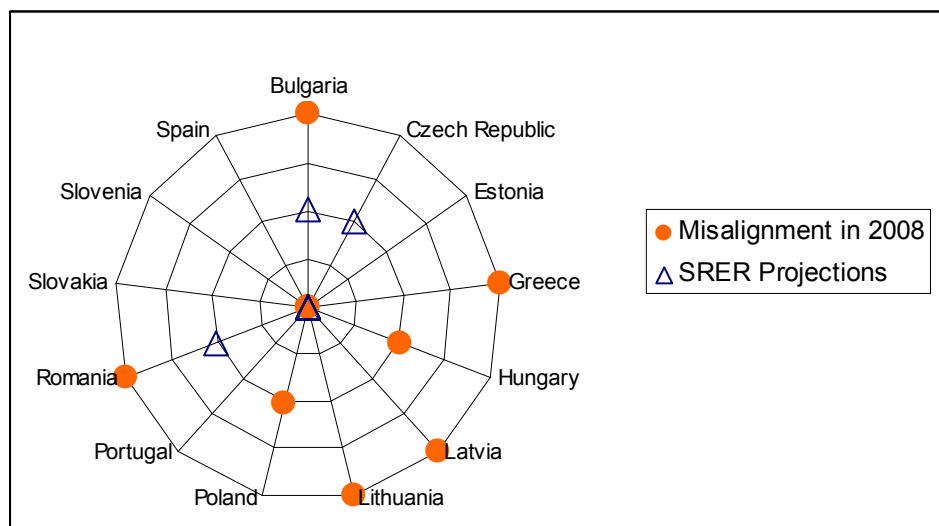 Bulgaria
Czech Republic
Spain
Estonia
Slovenia
Misalignment in 2008
SRER Projections
Slovakia
Greece
Romania
Hungary
Portugal
Latvia
Poland
Lithuania